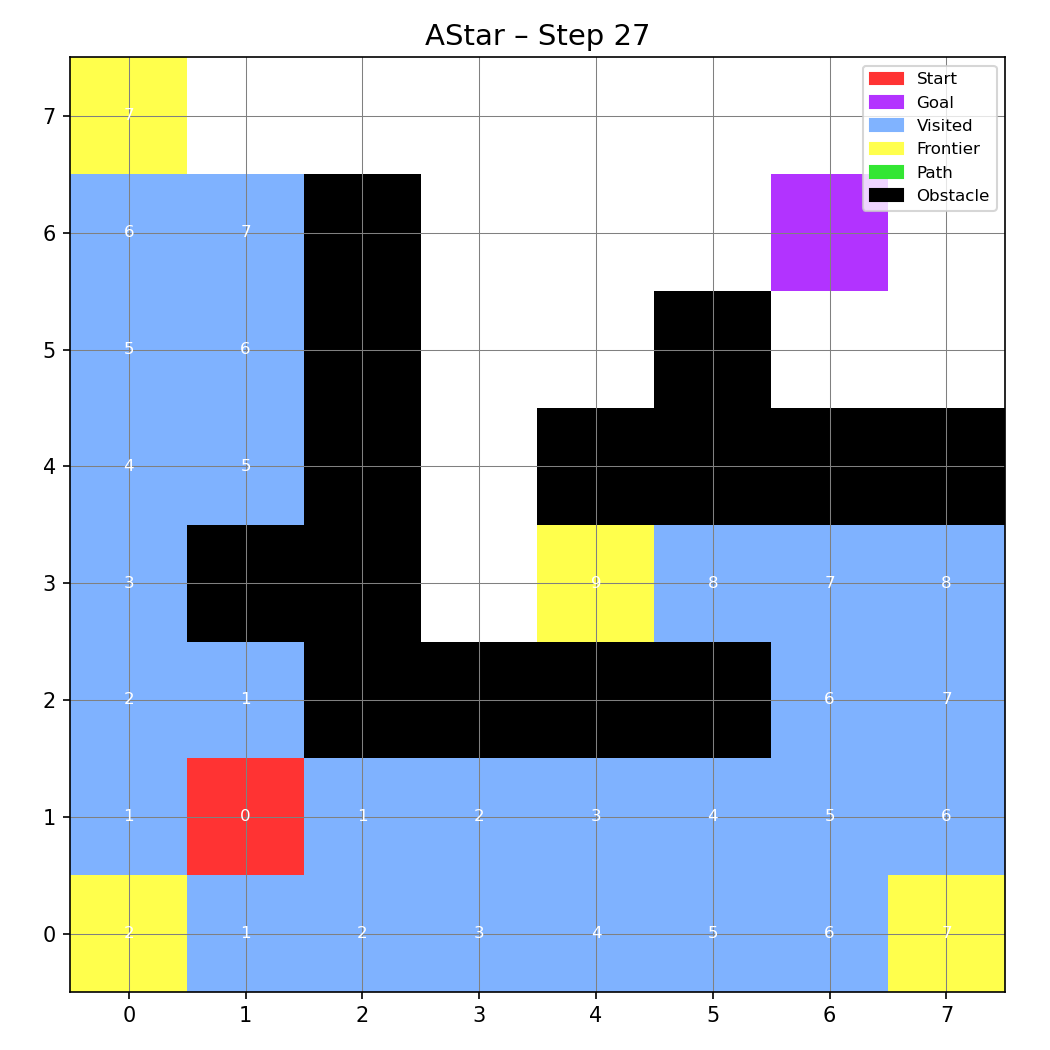 AStar – Step 27
Start
Goal
Visited
Frontier
Path
Obstacle
7 7
6 6 7
5 5 6
4 4 5
3 3 9 8 7 8
2 2 1 6 7
1 1 0 1 2 3 4 5 6
0 2 1 2 3 4 5 6 7
0 1 2 3 4 5 6 7